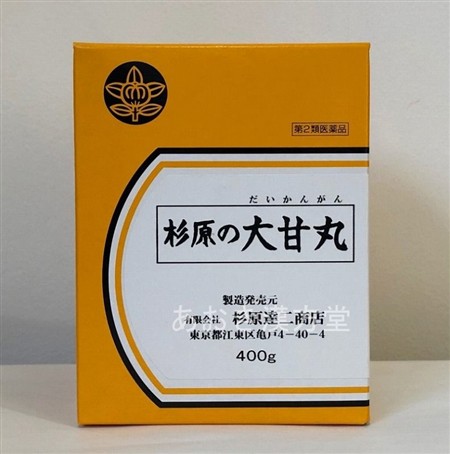 第2類医薬品
だいかんがん
杉原の大甘丸
製造発売元
有限会社 杉原達二商店
東京都江東区亀戸4-40-4
400g